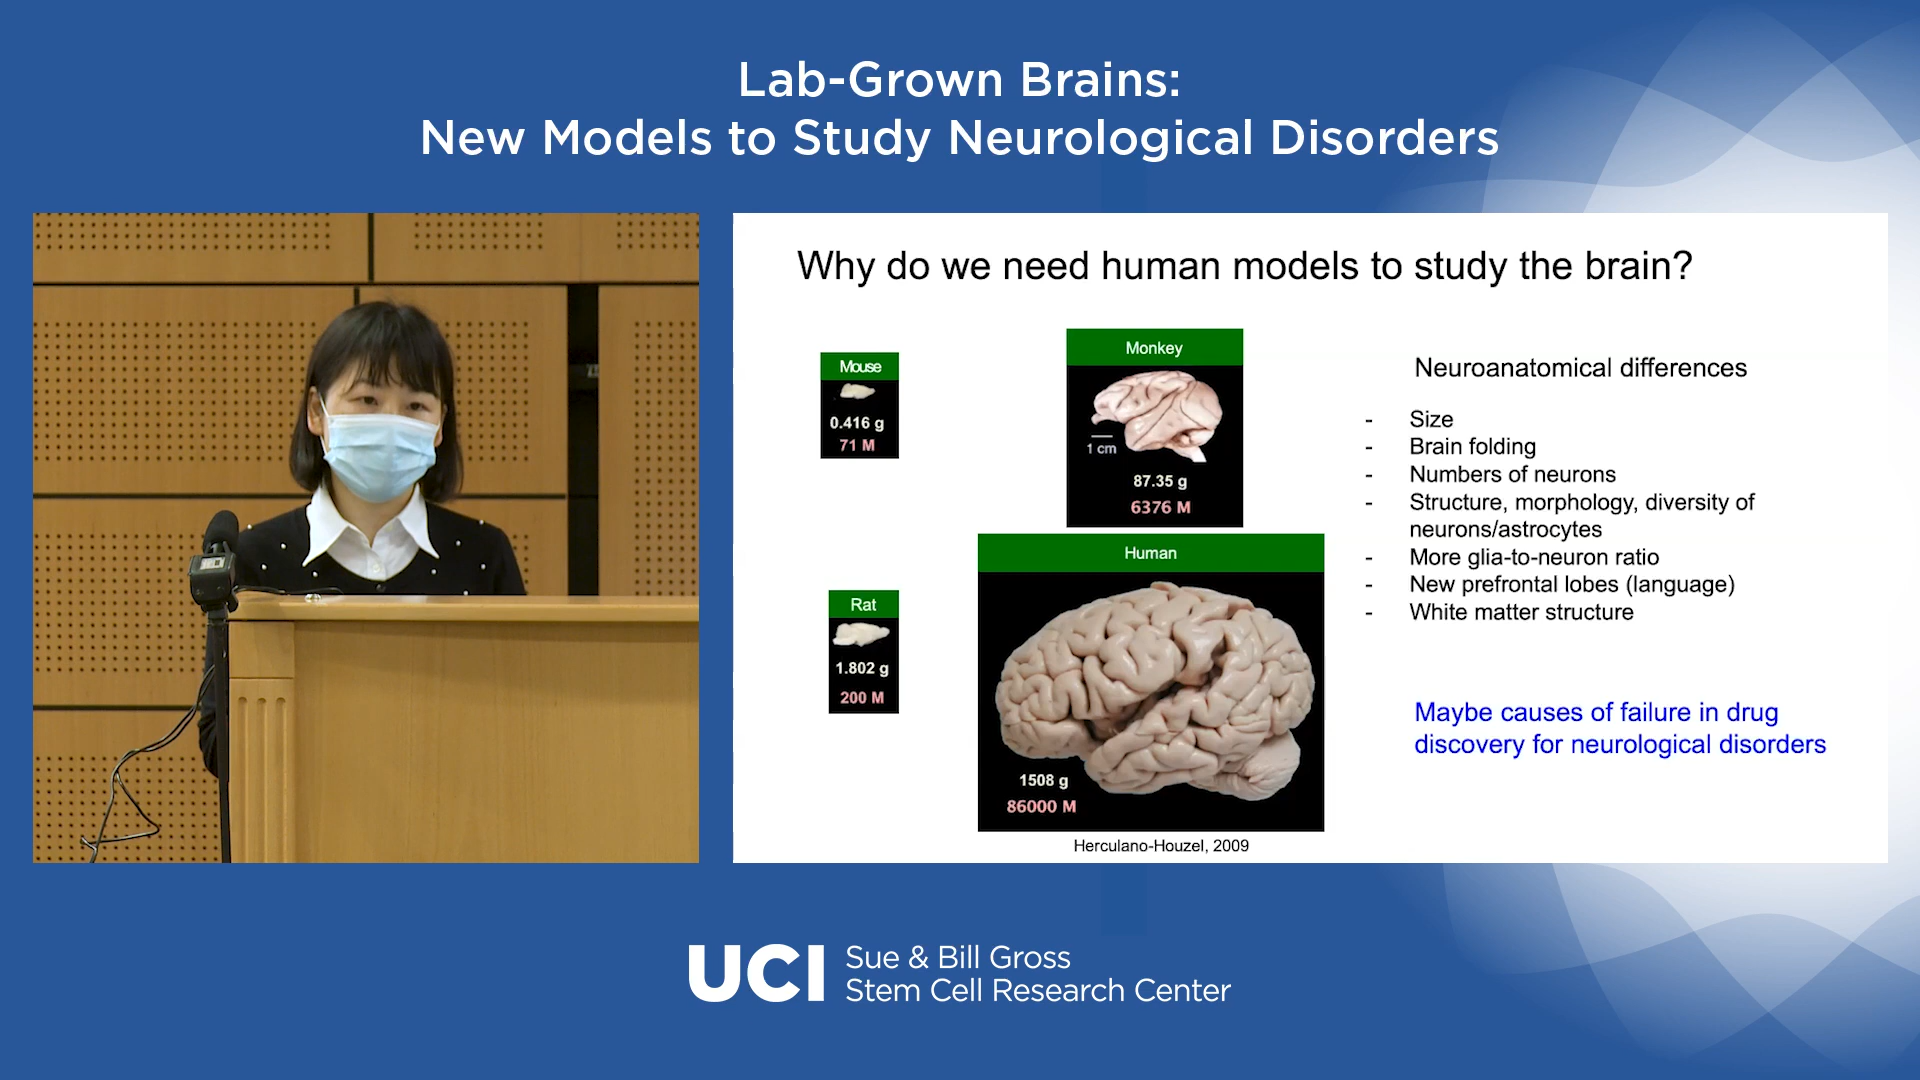 Lab-Grown Brains:
New Models to Study Neurological Disorders
Why do we need human models to study the brain?
Mouse
0.416 g
71 M
Monkey
1 cm
87.35 g
6376 M
Rat
1.802 g
200 M
Human
1508 g
86000 M
Herculano-Houzel, 2009
Neuroanatomical differences
- Size
- Brain folding
- Numbers of neurons
- Structure, morphology, diversity of
neurons/astrocytes
- More glia-to-neuron ratio
- New prefrontal lobes (language)
- White matter structure
Maybe causes of failure in drug
discovery for neurological disorders
UCI
Sue & Bill Gross
Stem Cell Research Center